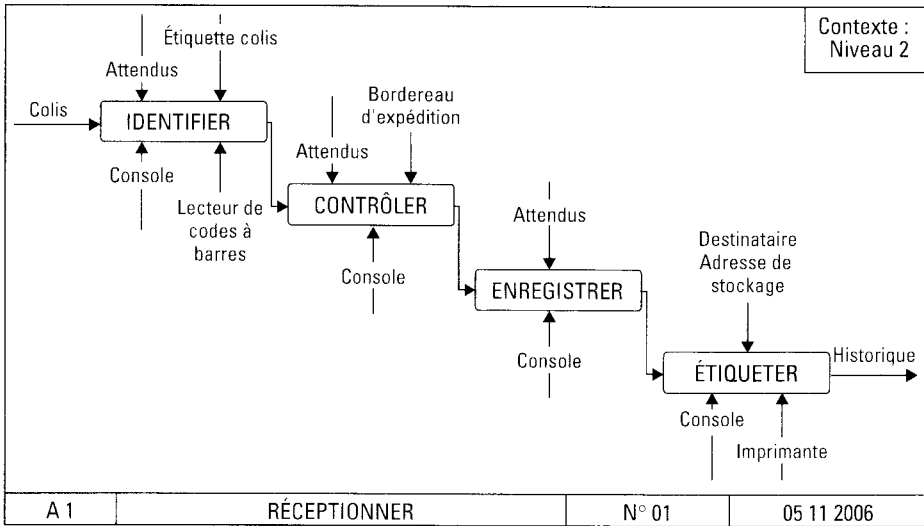 Contexte :
Niveau 2
Étiquette colis
Attendus
Colis
IDENTIFIER
Console
Lecteur de
codes à
barres
Bordereau
d'expédition
Attendus
CONTRÔLER
Console
Attendus
ENREGISTRER
Console
Destinataire
Adresse de
stockage
Historique
ÉTIQUETER
Console
Imprimante
A 1
RÉCEPTIONNER
N° 01
05 11 2006